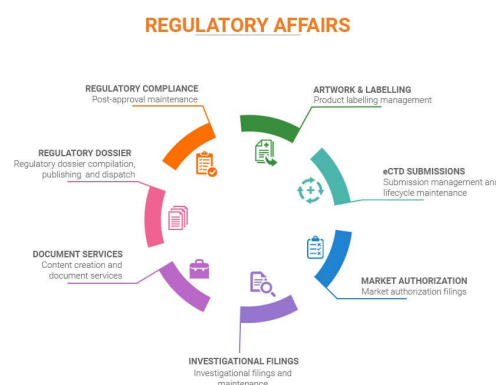 REGULATORY AFFAIRS
REGULATORY COMPLIANCE
Post-approval maintenance
ARTWORK & LABELLING
Product labelling management
REGULATORY DOSSIER
Regulatory dossier compilation,
publishing and dispatch
eCTD SUBMISSIONS
Submission management and
lifecycle maintenance
DOCUMENT SERVICES
Content creation and
document services
MARKET AUTHORIZATION
Market authorization filings
INVESTIGATIONAL FILINGS
Investigational filings and
maintenance